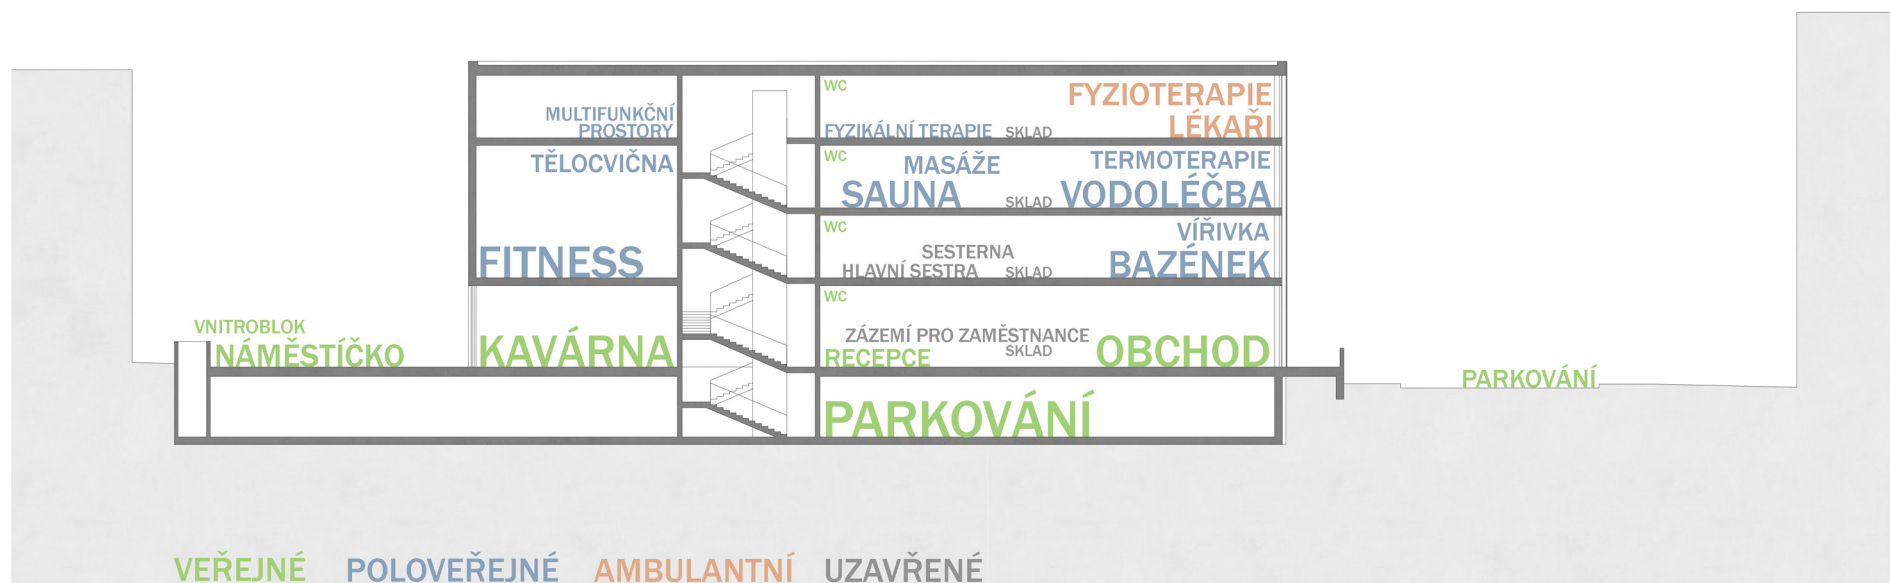 WC
FYZIOTERAPIE
MULTIFUNKČNÍ
PROSTORY
FYZIKÁLNÍ TERAPIE SKLAD LÉKAŘI
WC
TĚLOCVIČNA MASÁŽE TERMOTERAPIE
SAUNA SKLAD VODOLÉČBA
WC
VÍŘIVKA
SESTERNA
FITNESS HLAVNÍ SESTRA SKLAD BAZÉNEK
WC
VNITROBLOK
ZÁZEMÍ PRO ZAMĚSTNANCE
NÁMĚSTÍČKO KAVÁRNA RECEPCE SKLAD OBCHOD
PARKOVÁNÍ
PARKOVÁNÍ
VEŘEJNÉ POLOVEŘEJNÉ AMBULANTNÍ UZAVŘENÉ